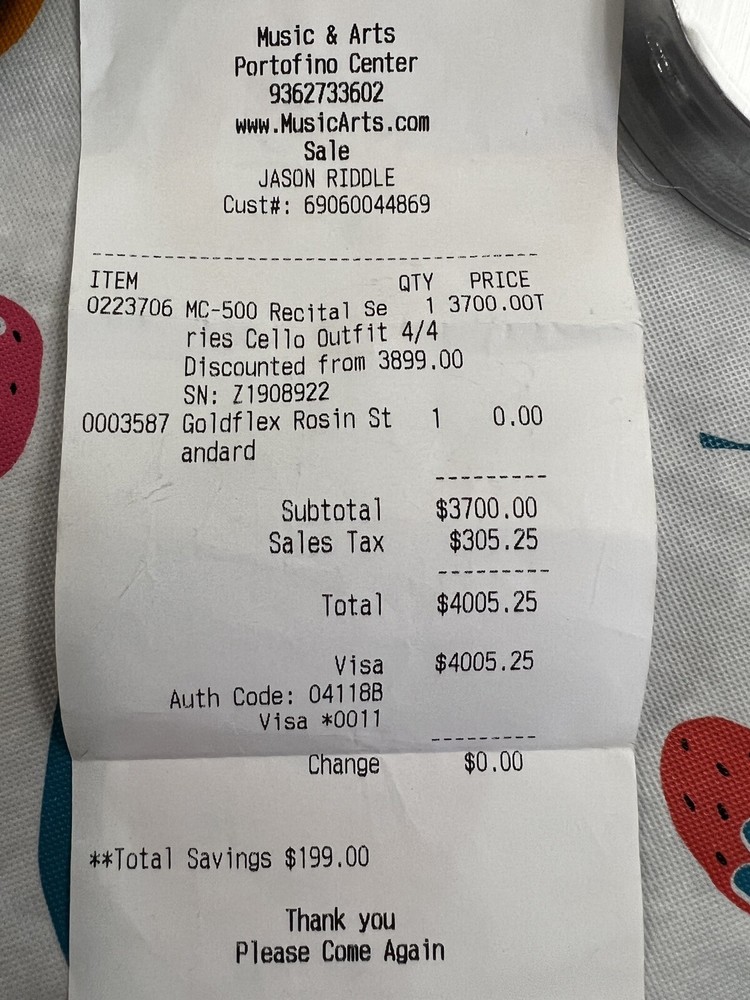 Music & Arts
Portofino Center
9362733602
www.MusicArts.com
Sale
JASON RIDDLE
Cust#: 69060044869
ITEM QTY PRICE
0223706 MC-500 Recital Se 1 3700.00T
ries Cello Outfit 4/4
Discounted from 3899.00
SN: Z1908922
0003587 Goldflex Rosin St 1 0.00
andard
Subtotal $3700.00
Sales Tax $305.25
Total $4005.25
Visa $4005.25
Auth Code: 04118B
Visa *0011
Change $0.00
**Total Savings $199.00
Thank you
Please Come Again